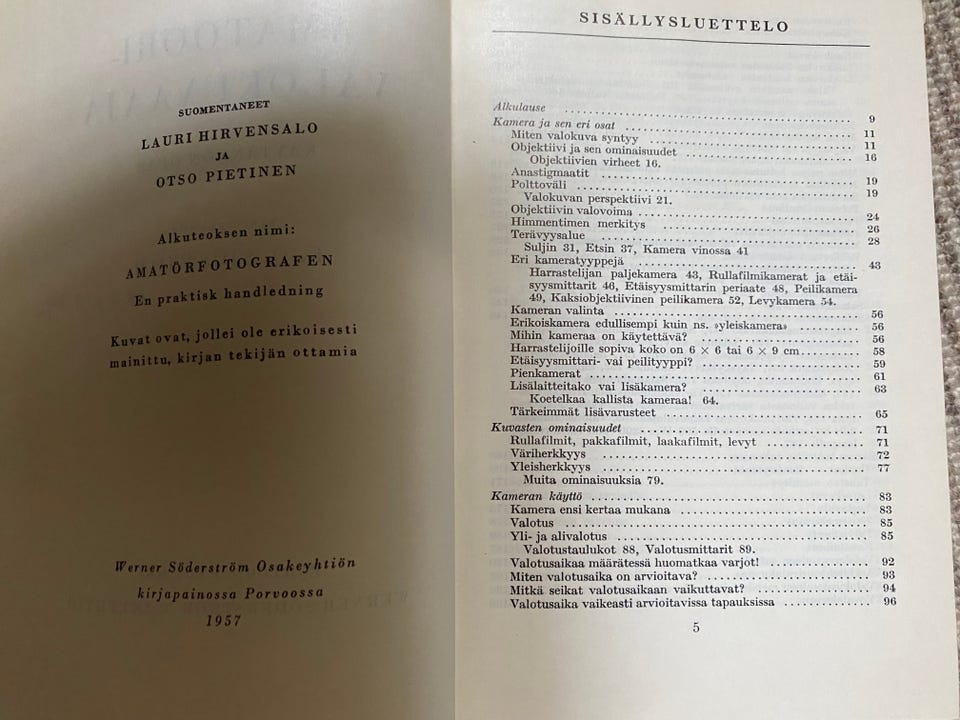 SUOMENTANEET
LAURI HIRVENSALO
JA
OTSO PIETINEN
Alkuteoksen nimi:
AMATÖRFOTOGRAFEN
En praktisk handledning
Kuvat ovat, jollei ole erikoisesti
mainittu, kirjan tekijän ottamia
Werner Söderström Osakeyhtiön
kirjapainossa Porvoossa
1957
SISÄLLYSLUETTELO
Alkulause .......... 9
Kamera ja sen eri osat .......... 11
Miten valokuva syntyy .......... 11
Objektiivi ja sen ominaisuudet .......... 16
Objektiivien virheet 16.
Anastigmaatit .......... 19
Polttoväli .......... 19
Valokuvan perspektiivi 21.
Objektiivin valovoima .......... 24
Himmentimen merkitys .......... 26
Terävyysalue .......... 28
Suljin 31, Etsin 37, Kamera vinossa 41
Eri kameratyyppejä .......... 43
Harrastelijan paljekamera 43, Rullafilmikamerat ja etäi-
syysmittarit 46, Etäisyysmittarin periaate 48, Peilikamera
49, Kaksiobjektiivinen peilikamera 52, Levykamera 54.
Kameran valinta .......... 56
Erikoiskamera edullisempi kuin ns. »yleiskamera» .......... 56
Mihin kameraa on käytettävä? .......... 56
Harrastelijoille sopiva koko on 6 × 6 tai 6 × 9 cm .......... 58
Etäisyysmittari- vai peilityyppi? .......... 59
Pienkamerat .......... 61
Lisälaitteitako vai lisäkamera? .......... 63
Koetelkaa kallista kameraa! 64.
Tärkeimmät lisävarusteet .......... 65
Kuvasten ominaisuudet .......... 71
Rullafilmit, pakkafilmit, laakafilmit, levyt .......... 71
Väriherkkyys .......... 72
Yleisherkkyys .......... 77
Muita ominaisuuksia 79.
Kameran käyttö .......... 83
Kamera ensi kertaa mukana .......... 83
Valotus .......... 85
Yli- ja alivalotus .......... 85
Valotustaulukot 88, Valotusmittarit 89.
Valotusaikaa määrätessä huomatkaa varjot! .......... 92
Miten valotusaika on arvioitava? .......... 93
Mitkä seikat valotusaikaan vaikuttavat? .......... 94
Valotusaika vaikeasti arvioitavissa tapauksissa .......... 96
5